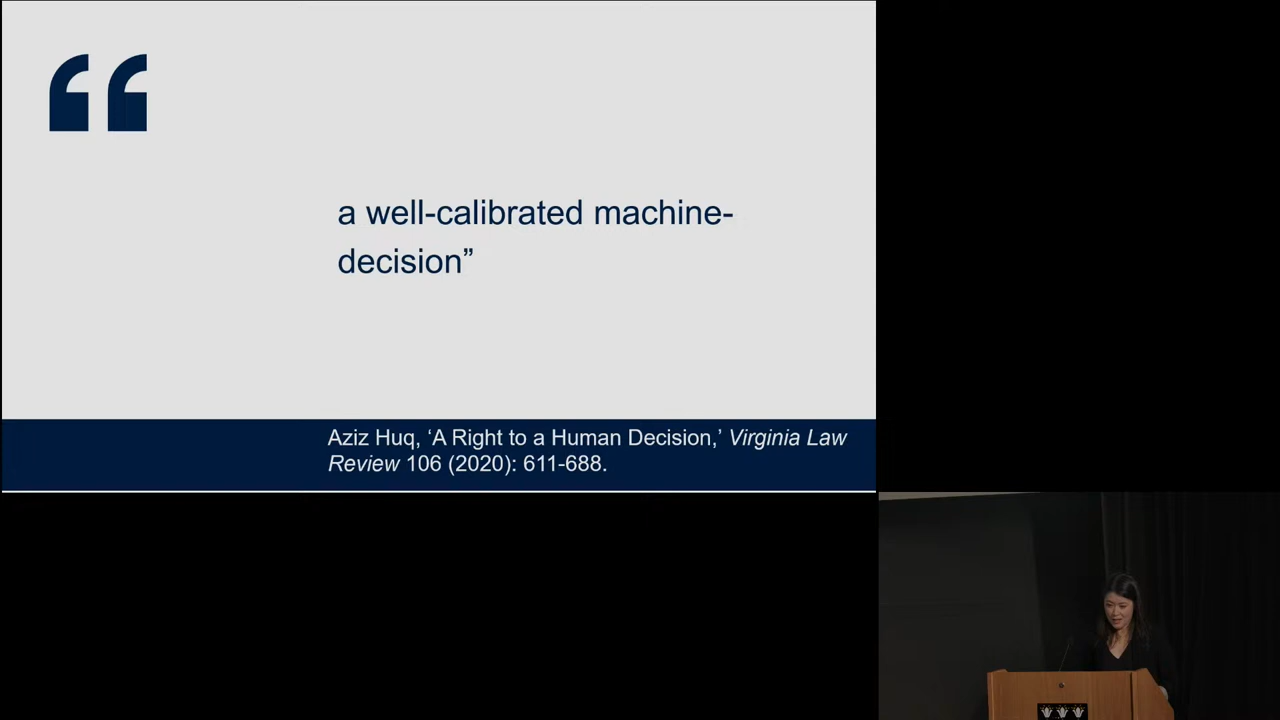 “
a well-calibrated machine-
decision”
Aziz Huq, ‘A Right to a Human Decision,’ Virginia Law
Review 106 (2020): 611-688.